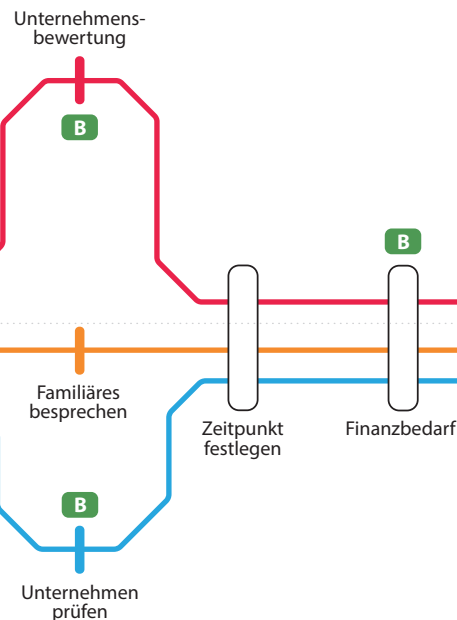 Unternehmens-
bewertung
B
B
Familiäres
besprechen
Zeitpunkt
festlegen
Finanzbedarf
B
Unternehmen
prüfen